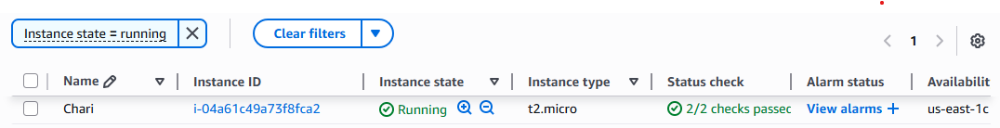 Instance state = running
Clear filters
1
Name Instance ID Instance state Instance type Status check Alarm status Availabilit
Chari i-04a61c49a73f8fca2 Running t2.micro 2/2 checks passec View alarms + us-east-1c